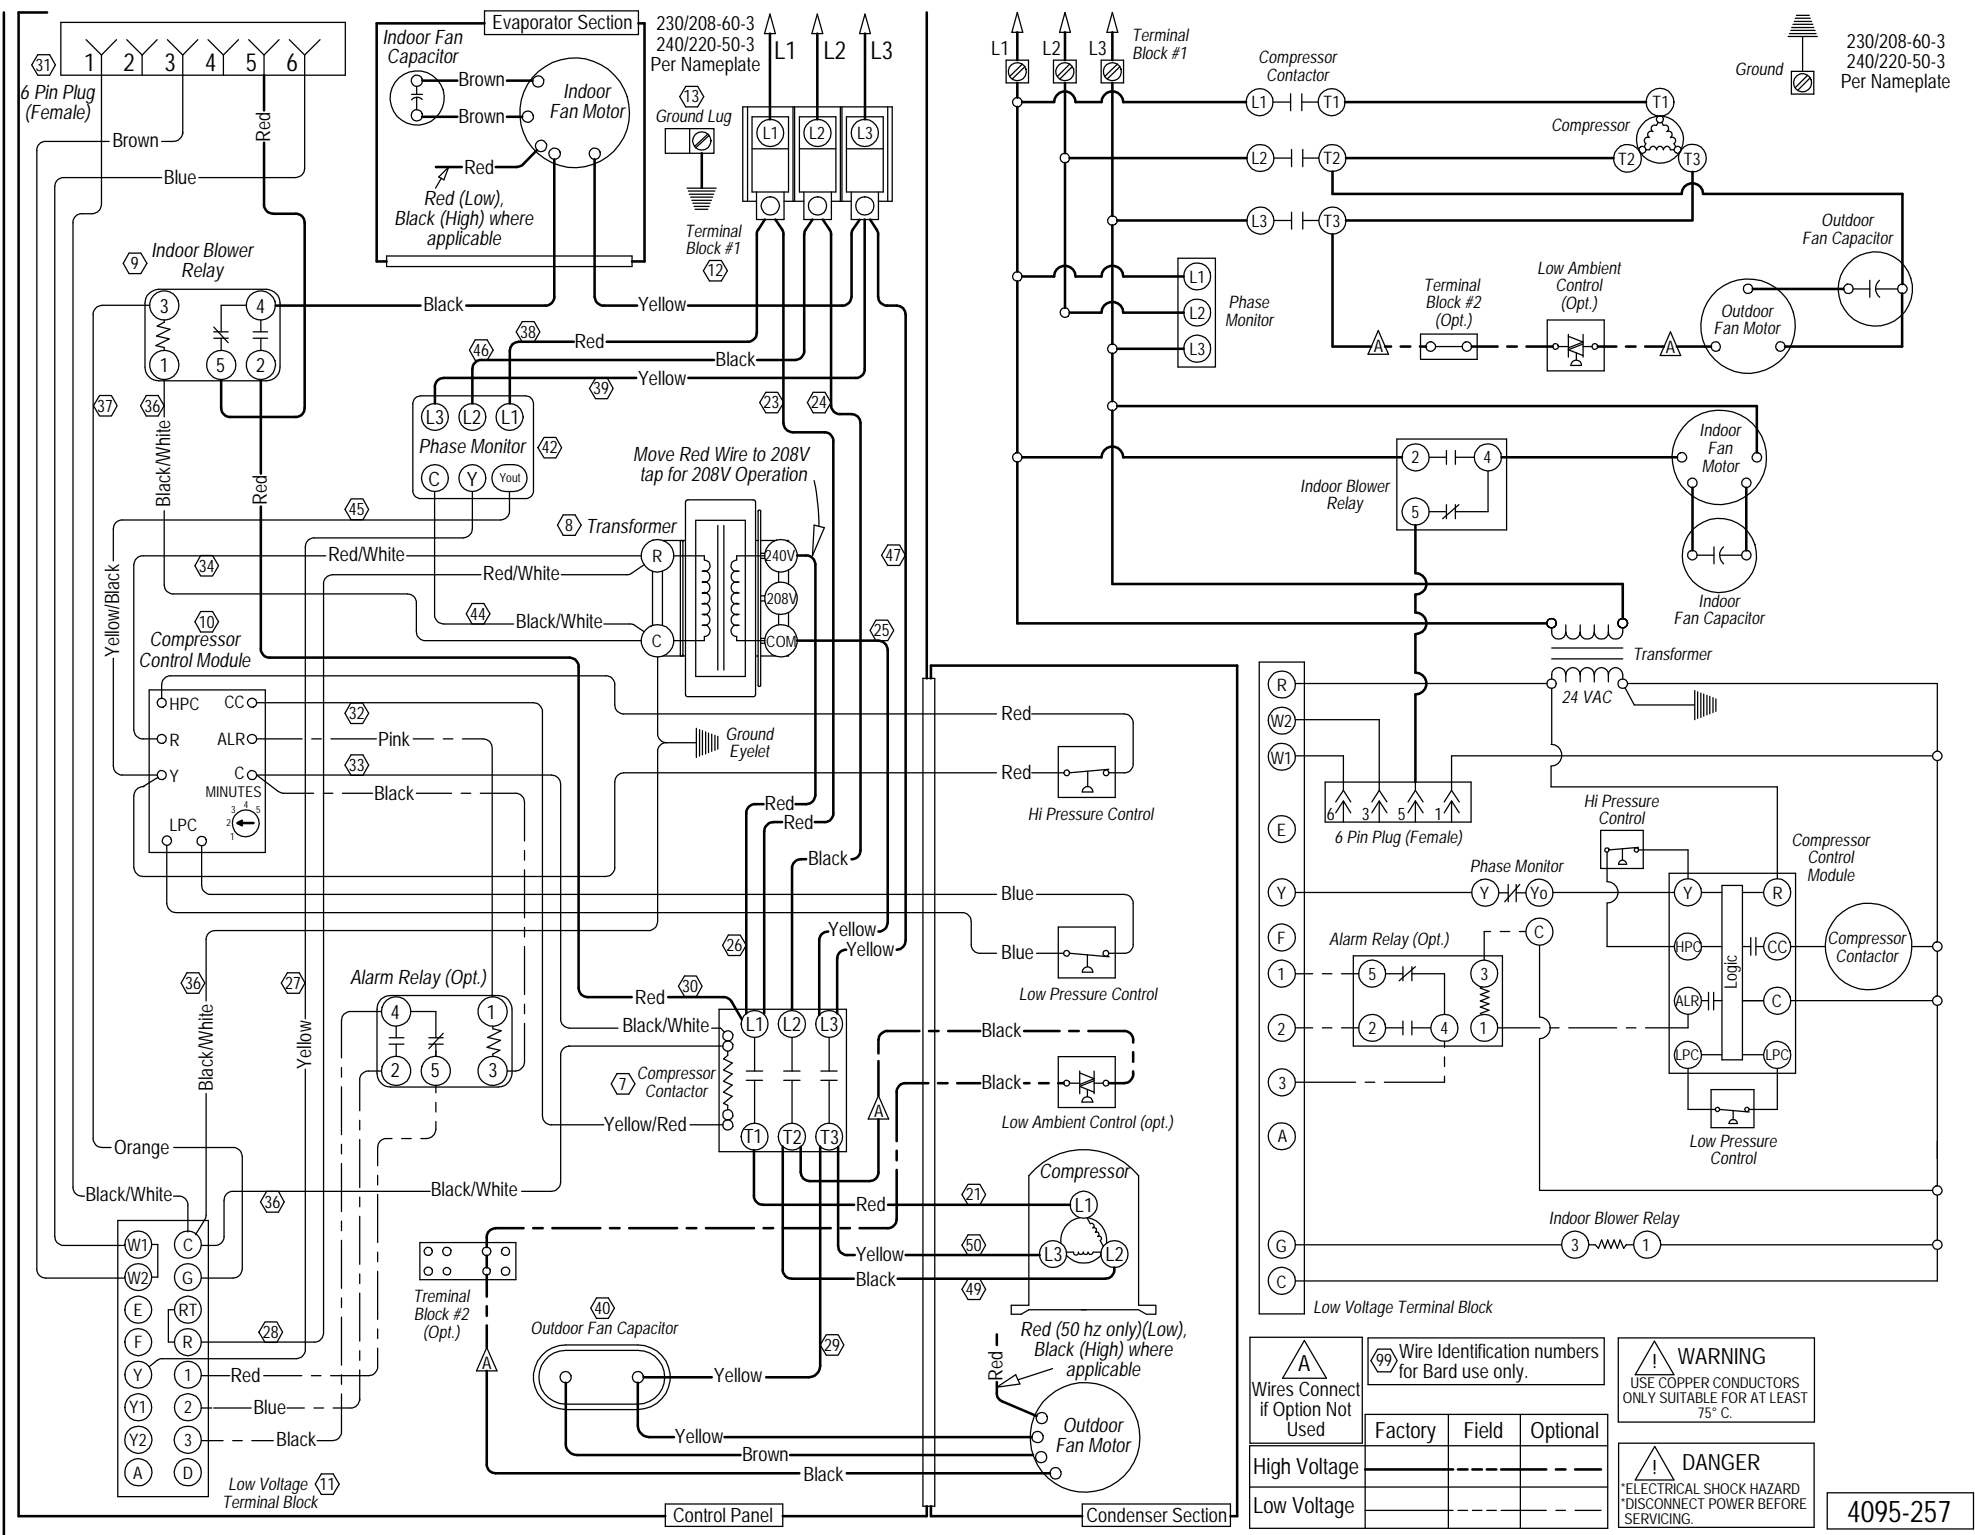 Evaporator Section
230/208-60-3
240/220-50-3
Per Nameplate
L1
L2
L3
31
1
2
3
4
5
6
6 Pin Plug
(Female)
Brown
Blue
Red
Indoor Fan
Capacitor
Brown
Brown
Indoor
Fan Motor
Red
Red (Low),
Black (High) where
applicable
13
Ground Lug
L1
L2
L3
Terminal
Block #1
12
9
Indoor Blower
Relay
3
4
1
5
2
Black
Yellow
38
Red
46
Black
Yellow
39
23
24
37
36
Black/White
Red
L3
L2
L1
Phase Monitor
42
C
Y
Yout
Move Red Wire to 208V
tap for 208V Operation
45
8
Transformer
R
240V
208V
C
COM
47
25
Red/White
34
Red/White
44
Black/White
Yellow/Black
10
Compressor
Control Module
HPC
CC
R
ALR
Y
C
MINUTES
1
2
3
4
5
LPC
32
Pink
33
Black
Ground
Eyelet
Red
Red
Hi Pressure Control
Red
Red
Black
Blue
Blue
Low Pressure Control
26
Yellow
Yellow
36
27
Black/White
Yellow
Alarm Relay (Opt.)
4
1
2
5
3
Red
30
Black/White
L1
L2
L3
7
Compressor
Contactor
Yellow/Red
T1
T2
T3
A
Black
Black
Low Ambient Control (opt.)
Orange
Black/White
36
Black/White
Compressor
L1
L3
L2
Red
21
Yellow
50
Black
49
W1
C
W2
G
E
RT
F
R
Y
1
Y1
2
Y2
3
A
D
28
Red
Blue
Black
Low Voltage
Terminal Block
11
Treminal
Block #2
(Opt.)
A
40
Outdoor Fan Capacitor
29
Yellow
Yellow
Brown
Black
Red (50 hz only)(Low),
Black (High) where
applicable
Red
Outdoor
Fan Motor
Control Panel
Condenser Section
L1
L2
L3
Terminal
Block #1
Ground
230/208-60-3
240/220-50-3
Per Nameplate
Compressor
Contactor
L1
T1
T1
Compressor
L2
T2
T2
T3
L3
T3
Outdoor
Fan Capacitor
L1
L2
L3
Phase
Monitor
Terminal
Block #2
(Opt.)
Low Ambient
Control
(Opt.)
A
A
Outdoor
Fan Motor
Indoor Blower
Relay
2
4
5
Indoor
Fan
Motor
Indoor
Fan Capacitor
Transformer
24 VAC
R
W2
W1
E
Y
F
1
2
3
A
G
C
6
3
5
1
6 Pin Plug (Female)
Hi Pressure
Control
Compressor
Control
Module
Phase Monitor
Y
Yo
Y
R
HPC
CC
ALR
C
LPC
LPC
Logic
Compressor
Contactor
C
Alarm Relay (Opt.)
5
3
2
4
1
Low Pressure
Control
Indoor Blower Relay
3
1
Low Voltage Terminal Block
A
Wires Connect
if Option Not
Used
99
Wire Identification numbers
for Bard use only.
Factory
Field
Optional
High Voltage
Low Voltage
! WARNING
USE COPPER CONDUCTORS
ONLY SUITABLE FOR AT LEAST
75° C.
! DANGER
*ELECTRICAL SHOCK HAZARD
*DISCONNECT POWER BEFORE
SERVICING.
4095-257